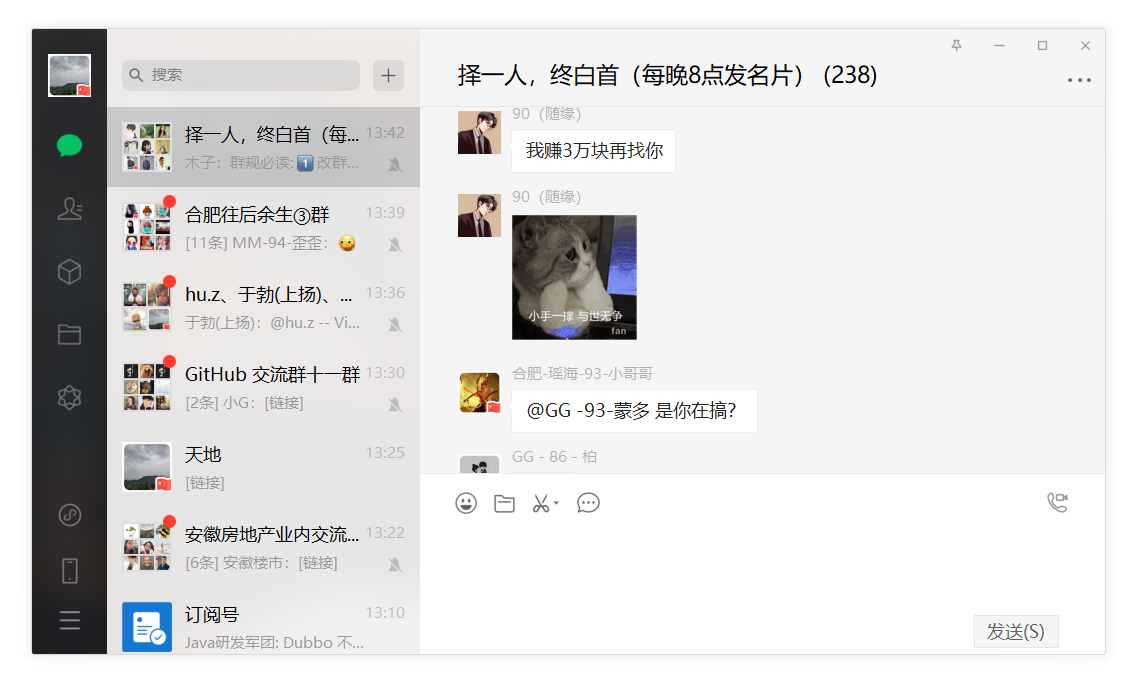 搜索
择一人，终白首（每... 13:42
木子：群规必读:1️⃣改群...
合肥往后余生③群 13:39
[11条] MM-94-歪歪：
hu.z、于勃(上扬)、... 13:36
于勃(上扬)：@hu.z -- Vi...
GitHub 交流群十一群 13:30
[2条] 小G：[链接]
天地 13:25
[链接]
安徽房地产业内交流... 13:22
[6条] 安徽楼市：[链接]
订阅号 13:10
Java研发军团: Dubbo 不...
择一人，终白首（每晚8点发名片） (238)
90（随缘）
我赚3万块再找你
90（随缘）
小手一撑 与世无争
fan
合肥-瑶海-93-小哥哥
@GG -93-蒙多 是你在搞?
GG - 86 - 柏
发送(S)